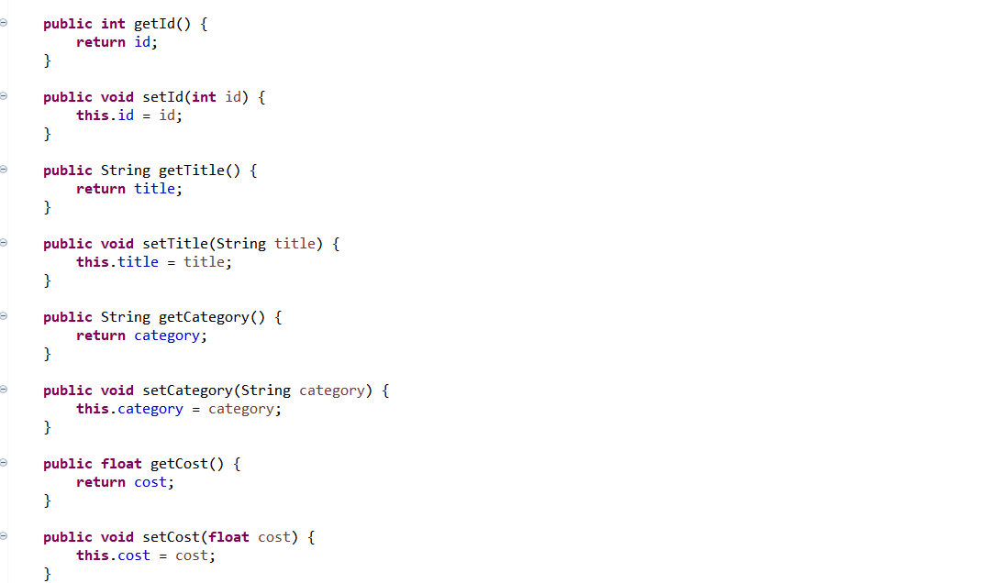 public int getId() {
return id;
}
public void setId(int id) {
this.id = id;
}
public String getTitle() {
return title;
}
public void setTitle(String title) {
this.title = title;
}
public String getCategory() {
return category;
}
public void setCategory(String category) {
this.category = category;
}
public float getCost() {
return cost;
}
public void setCost(float cost) {
this.cost = cost;
}